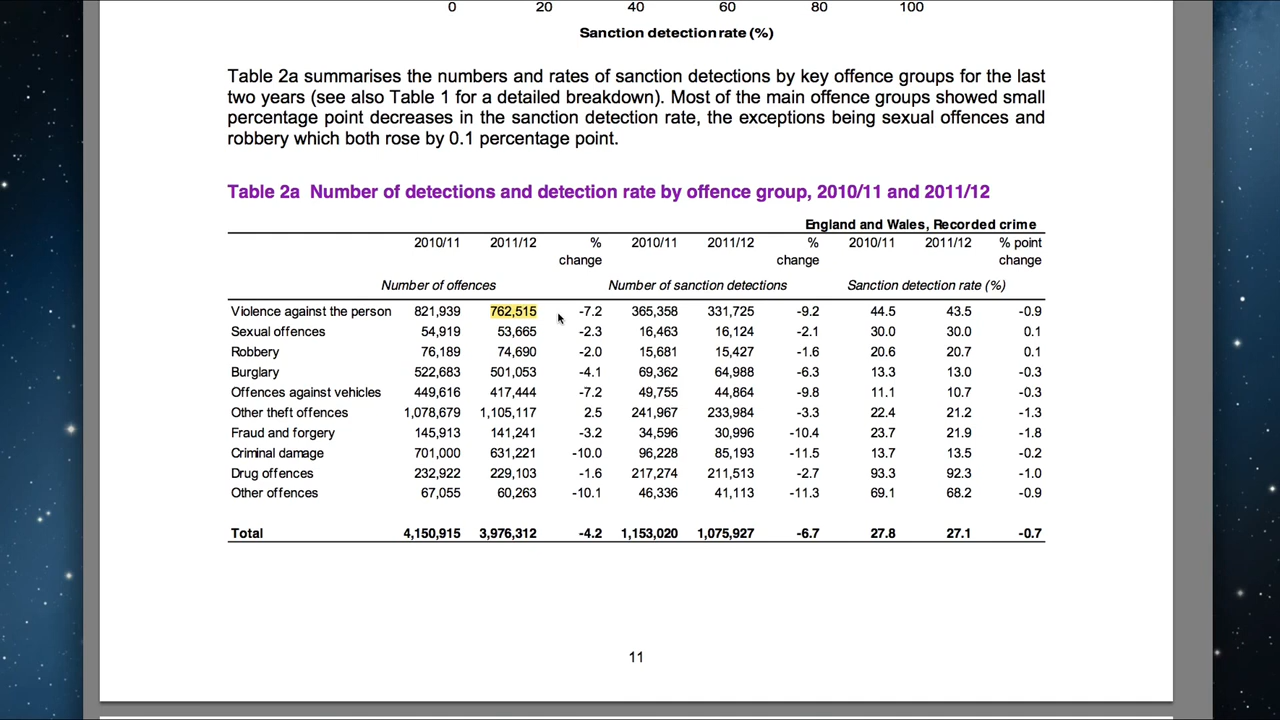 0 20 40 60 80 100
Sanction detection rate (%)
Table 2a summarises the numbers and rates of sanction detections by key offence groups for the last
two years (see also Table 1 for a detailed breakdown). Most of the main offence groups showed small
percentage point decreases in the sanction detection rate, the exceptions being sexual offences and
robbery which both rose by 0.1 percentage point.
Table 2a Number of detections and detection rate by offence group, 2010/11 and 2011/12
England and Wales, Recorded crime
2010/11 2011/12 % 2010/11 2011/12 % 2010/11 2011/12 % point
change change change
Number of offences Number of sanction detections Sanction detection rate (%)
Violence against the person 821,939 762,515 -7.2 365,358 331,725 -9.2 44.5 43.5 -0.9
Sexual offences 54,919 53,665 -2.3 16,463 16,124 -2.1 30.0 30.0 0.1
Robbery 76,189 74,690 -2.0 15,681 15,427 -1.6 20.6 20.7 0.1
Burglary 522,683 501,053 -4.1 69,362 64,988 -6.3 13.3 13.0 -0.3
Offences against vehicles 449,616 417,444 -7.2 49,755 44,864 -9.8 11.1 10.7 -0.3
Other theft offences 1,078,679 1,105,117 2.5 241,967 233,984 -3.3 22.4 21.2 -1.3
Fraud and forgery 145,913 141,241 -3.2 34,596 30,996 -10.4 23.7 21.9 -1.8
Criminal damage 701,000 631,221 -10.0 96,228 85,193 -11.5 13.7 13.5 -0.2
Drug offences 232,922 229,103 -1.6 217,274 211,513 -2.7 93.3 92.3 -1.0
Other offences 67,055 60,263 -10.1 46,336 41,113 -11.3 69.1 68.2 -0.9
Total 4,150,915 3,976,312 -4.2 1,153,020 1,075,927 -6.7 27.8 27.1 -0.7
11